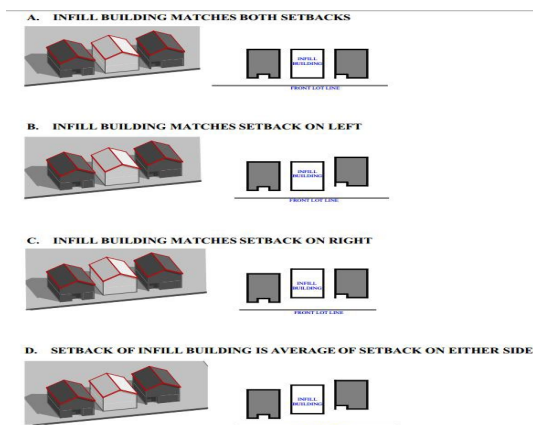 A. INFILL BUILDING MATCHES BOTH SETBACKS
INFILL
BUILDING
FRONT LOT LINE
B. INFILL BUILDING MATCHES SETBACK ON LEFT
INFILL
BUILDING
FRONT LOT LINE
C. INFILL BUILDING MATCHES SETBACK ON RIGHT
INFILL
BUILDING
FRONT LOT LINE
D. SETBACK OF INFILL BUILDING IS AVERAGE OF SETBACK ON EITHER SIDE
INFILL
BUILDING